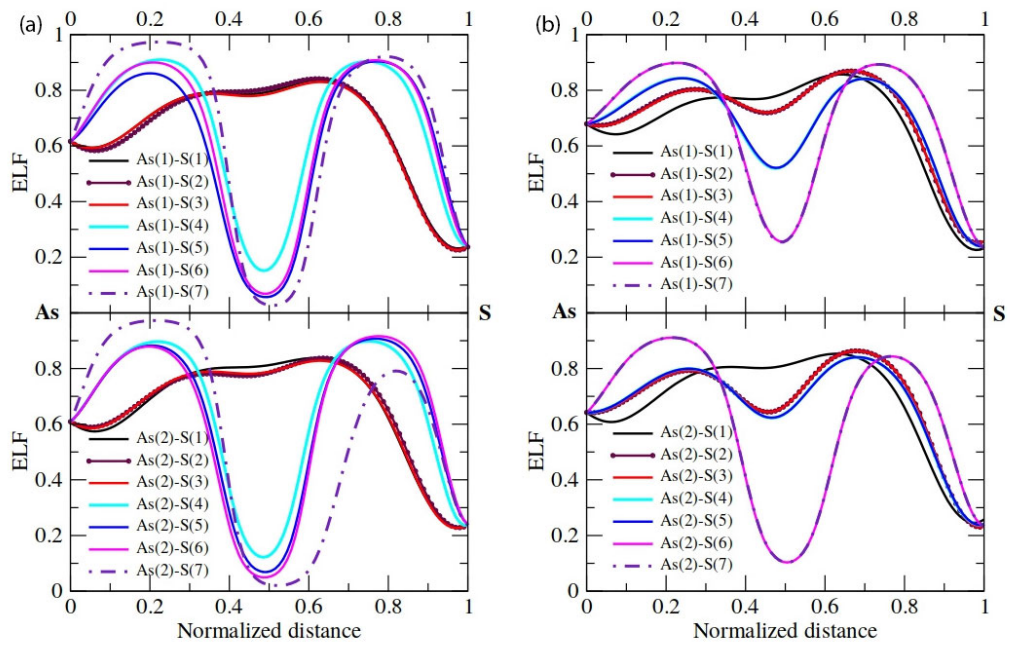 (a)
0 0.2 0.4 0.6 0.8 1
1
0.8
0.6
0.4
0.2
ELF
As(1)-S(1)
As(1)-S(2)
As(1)-S(3)
As(1)-S(4)
As(1)-S(5)
As(1)-S(6)
As(1)-S(7)
As S
0.8
0.6
0.4
0.2
0
ELF
As(2)-S(1)
As(2)-S(2)
As(2)-S(3)
As(2)-S(4)
As(2)-S(5)
As(2)-S(6)
As(2)-S(7)
0 0.2 0.4 0.6 0.8 1
Normalized distance
(b)
0 0.2 0.4 0.6 0.8 1
1
0.8
0.6
0.4
0.2
ELF
As(1)-S(1)
As(1)-S(2)
As(1)-S(3)
As(1)-S(4)
As(1)-S(5)
As(1)-S(6)
As(1)-S(7)
As S
0.8
0.6
0.4
0.2
0
ELF
As(2)-S(1)
As(2)-S(2)
As(2)-S(3)
As(2)-S(4)
As(2)-S(5)
As(2)-S(6)
As(2)-S(7)
0 0.2 0.4 0.6 0.8 1
Normalized distance